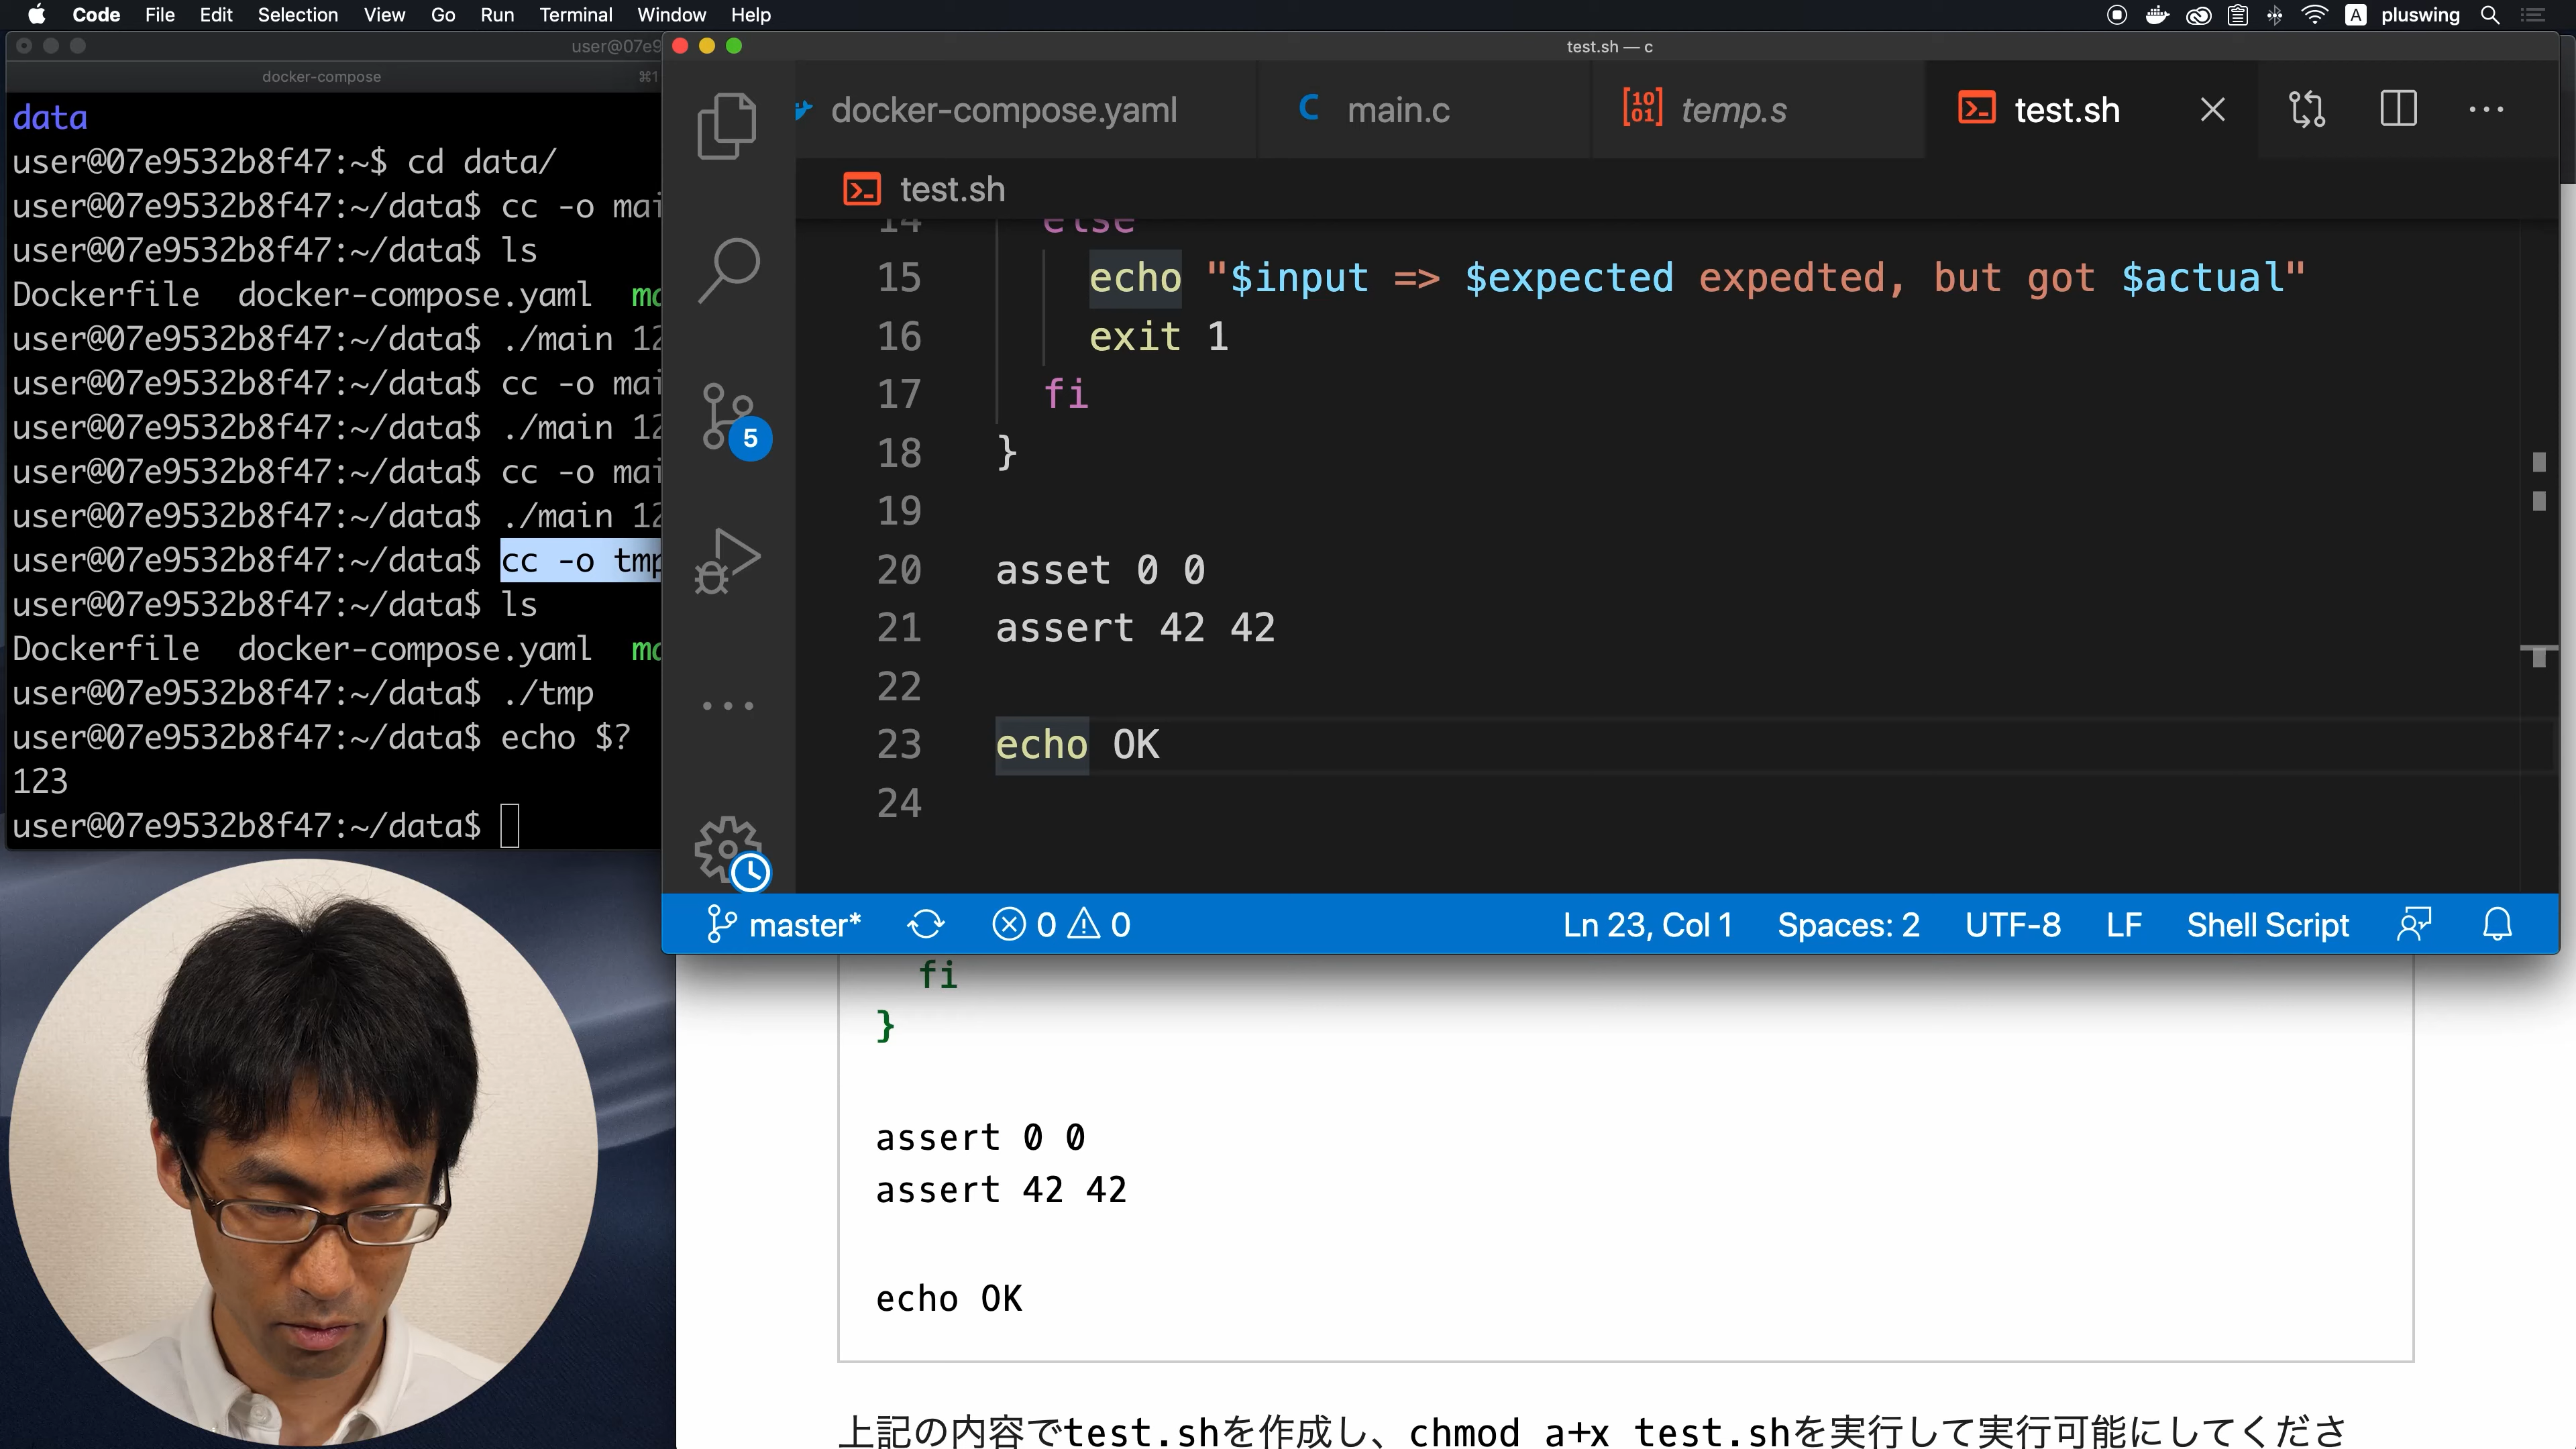 Code File Edit Selection View Go Run Terminal Window Help
A pluswing
user@07e9
docker-compose ⌘1
data
user@07e9532b8f47:~$ cd data/
user@07e9532b8f47:~/data$ cc -o mai
user@07e9532b8f47:~/data$ ls
Dockerfile docker-compose.yaml
user@07e9532b8f47:~/data$ ./main 12
user@07e9532b8f47:~/data$ cc -o mai
user@07e9532b8f47:~/data$ ./main 12
user@07e9532b8f47:~/data$ cc -o mai
user@07e9532b8f47:~/data$ ./main 12
user@07e9532b8f47:~/data$ cc -o tmp
user@07e9532b8f47:~/data$ ls
Dockerfile docker-compose.yaml
user@07e9532b8f47:~/data$ ./tmp
user@07e9532b8f47:~/data$ echo $?
123
user@07e9532b8f47:~/data$
test.sh — c
docker-compose.yaml
C main.c
10 01 temp.s
test.sh
test.sh
14 else
15 echo "$input => $expected expedted, but got $actual"
16 exit 1
17 fi
18 }
19
20 asset 0 0
21 assert 42 42
22
23 echo OK
24
5
master* 0 0 Ln 23, Col 1 Spaces: 2 UTF-8 LF Shell Script
fi
}
assert 0 0
assert 42 42
echo OK
上記の内容でtest.shを作成し、chmod a+x test.shを実行して実行可能にしてくださ